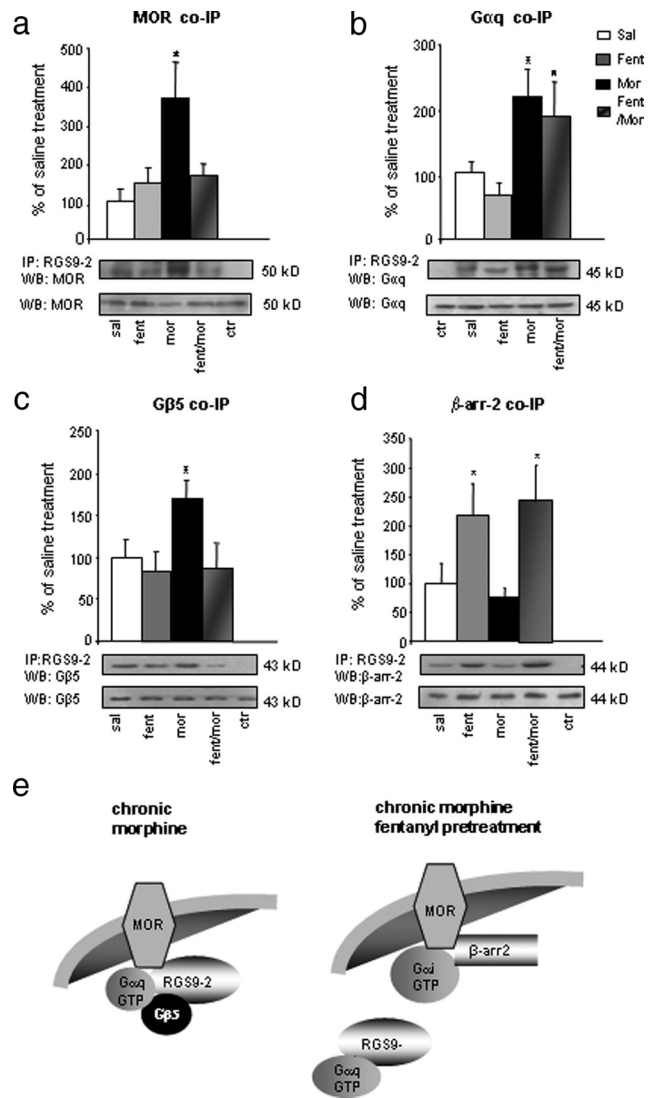 a
MOR co-IP
% of saline treatment
500
400
300
200
100
0
*
IP: RGS9-2
WB: MOR
50 kD
WB: MOR
50 kD
sal
fent
mor
fent/mor
ctr
b
Gαq co-IP
% of saline treatment
300
200
100
0
*
*
Sal
Fent
Mor
Fent
/Mor
IP: RGS9-2
WB: Gαq
45 kD
WB: Gαq
45 kD
ctr
sal
fent
mor
fent/mor
c
Gβ5 co-IP
% of saline treatment
250
200
150
100
50
0
*
IP:RGS9-2
WB: Gβ5
43 kD
WB: Gβ5
43 kD
sal
fent
mor
fent/mor
ctr
d
β-arr-2 co-IP
% of saline treatment
350
300
250
200
150
100
50
0
*
*
IP: RGS9-2
WB:β-arr-2
44 kD
WB:β-arr-2
44 kD
sal
fent
mor
fent/mor
ctr
e
chronic
morphine
MOR
Gαq
GTP
RGS9-2
Gβ5
chronic morphine
fentanyl pretreatment
MOR
β-arr2
Gαi
GTP
RGS9-
Gαq
GTP